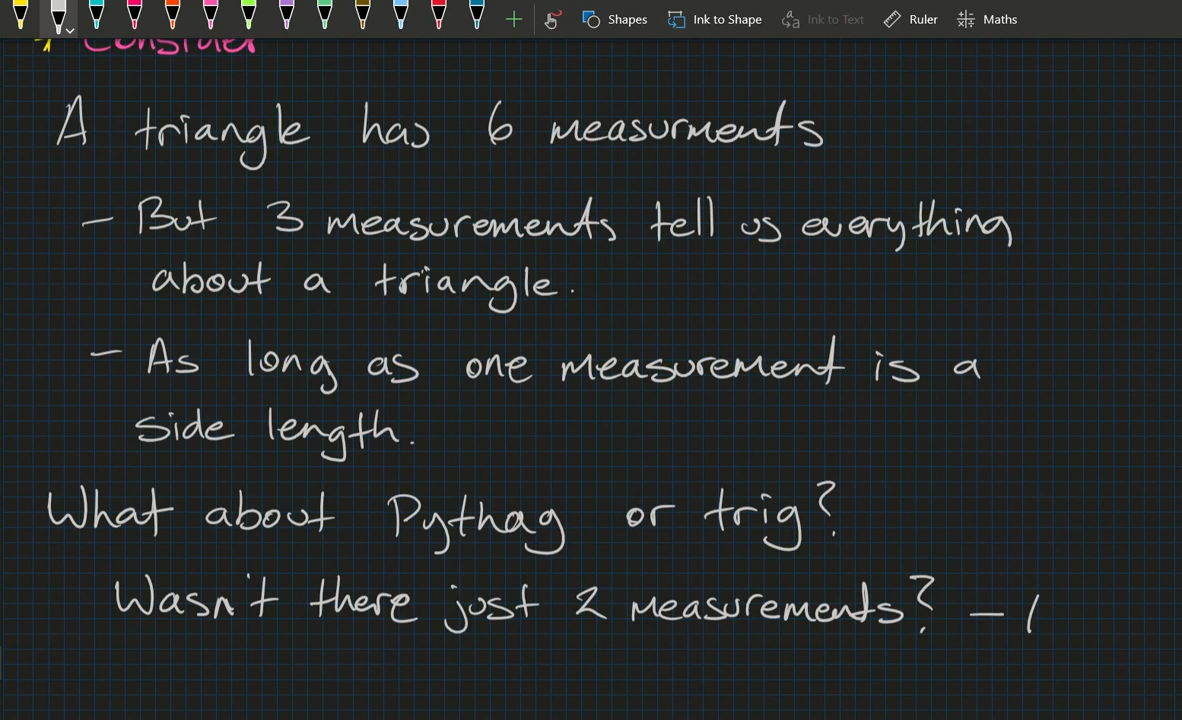 Shapes Ink to Shape Ink to Text Ruler Maths
Consider
A triangle has 6 measurments
- But 3 measurements tell us everything
about a triangle.
- As long as one measurement is a
side length.
What about Pythag or trig?
Wasn't there just 2 measurements? -